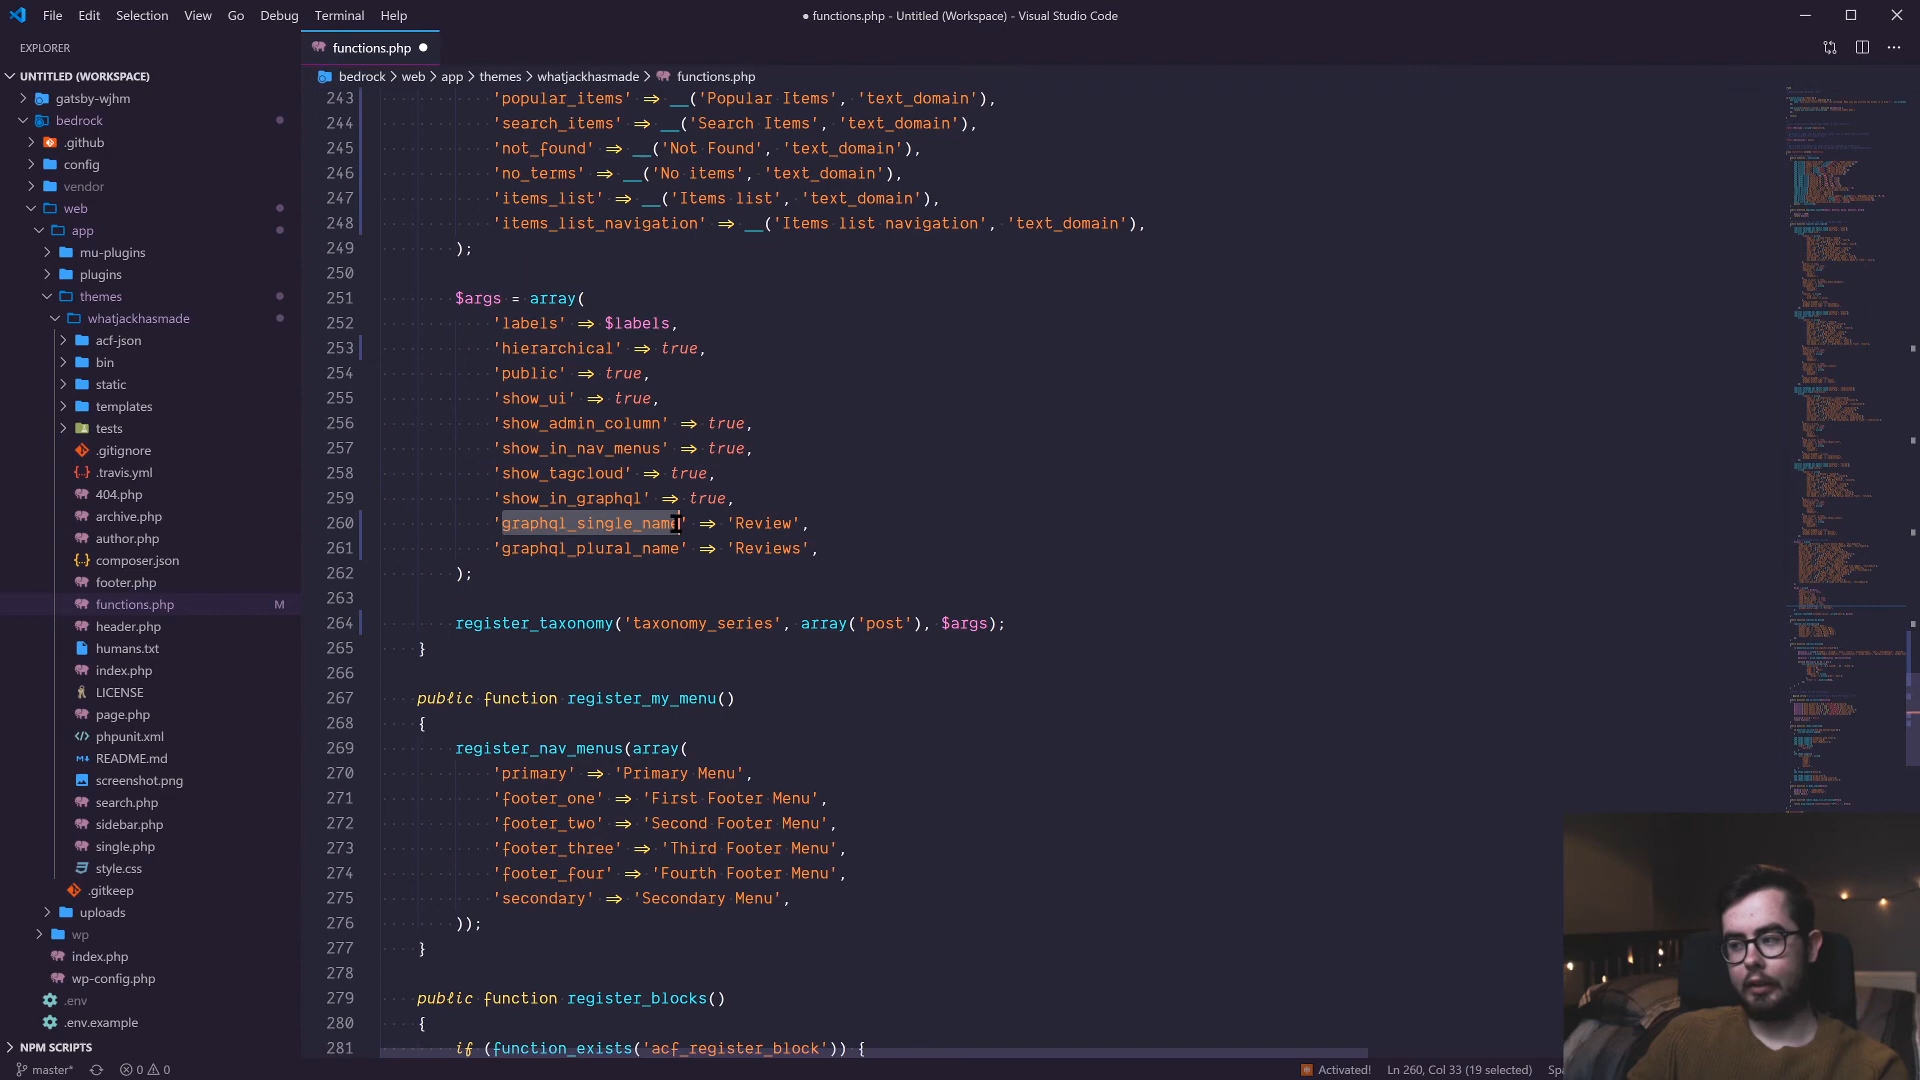 File Edit Selection View Go Debug Terminal Help
● functions.php - Untitled (Workspace) - Visual Studio Code
EXPLORER
functions.php
UNTITLED (WORKSPACE)
gatsby-wjhm
bedrock
.github
config
vendor
web
app
mu-plugins
plugins
themes
whatjackhasmade
acf-json
bin
static
templates
tests
.gitignore
.travis.yml
404.php
archive.php
author.php
composer.json
footer.php
functions.php M
header.php
humans.txt
index.php
LICENSE
page.php
phpunit.xml
README.md
screenshot.png
search.php
sidebar.php
single.php
style.css
.gitkeep
uploads
wp
index.php
wp-config.php
.env
.env.example
NPM SCRIPTS
bedrock > web > app > themes > whatjackhasmade > functions.php
243 'popular_items' => __('Popular Items', 'text_domain'),
244 'search_items' => __('Search Items', 'text_domain'),
245 'not_found' => __('Not Found', 'text_domain'),
246 'no_terms' => __('No items', 'text_domain'),
247 'items_list' => __('Items list', 'text_domain'),
248 'items_list_navigation' => __('Items list navigation', 'text_domain'),
249 );
250
251 $args = array(
252 'labels' => $labels,
253 'hierarchical' => true,
254 'public' => true,
255 'show_ui' => true,
256 'show_admin_column' => true,
257 'show_in_nav_menus' => true,
258 'show_tagcloud' => true,
259 'show_in_graphql' => true,
260 'graphql_single_name' => 'Review',
261 'graphql_plural_name' => 'Reviews',
262 );
263
264 register_taxonomy('taxonomy_series', array('post'), $args);
265 }
266
267 public function register_my_menu()
268 {
269 register_nav_menus(array(
270 'primary' => 'Primary Menu',
271 'footer_one' => 'First Footer Menu',
272 'footer_two' => 'Second Footer Menu',
273 'footer_three' => 'Third Footer Menu',
274 'footer_four' => 'Fourth Footer Menu',
275 'secondary' => 'Secondary Menu',
276 ));
277 }
278
279 public function register_blocks()
280 {
281 if (function_exists('acf_register_block')) {
master* 0 0 Activated! Ln 260, Col 33 (19 selected) Spa